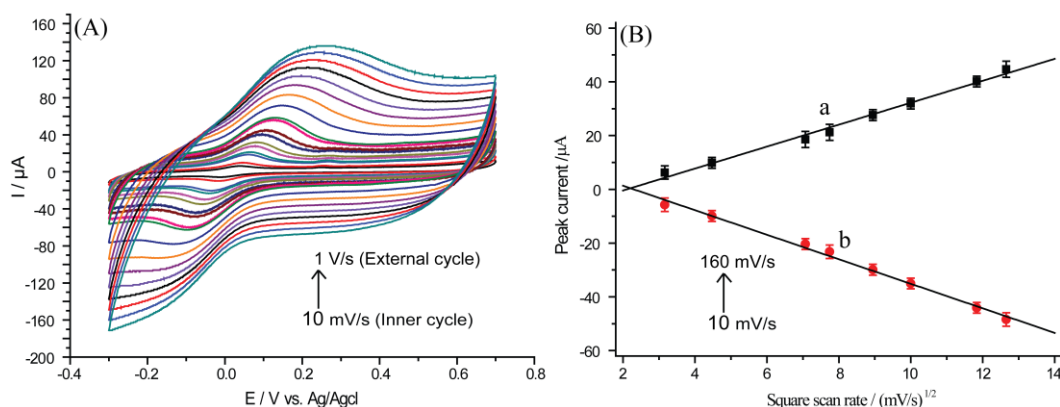 (A)
I / µA
160
120
80
40
0
-40
-80
-120
-160
-200
-0.4
-0.2
0.0
0.2
0.4
0.6
0.8
E / V vs. Ag/Agcl
1 V/s (External cycle)
10 mV/s (Inner cycle)
(B)
Peak current /µA
60
40
20
0
-20
-40
-60
2
4
6
8
10
12
14
Square scan rate / (mV/s)^1/2
a
b
160 mV/s
10 mV/s